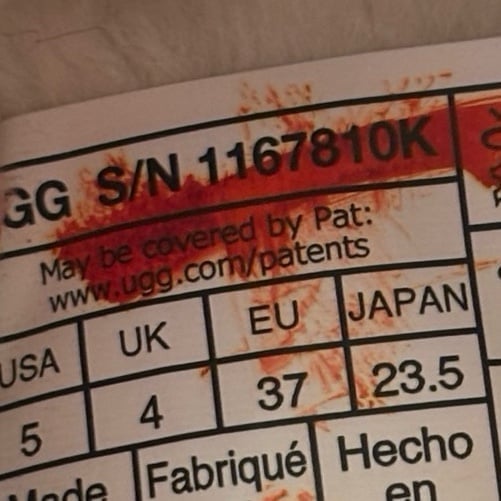 GG S/N 1167810K
May be covered by Pat:
www.ugg.com/patents
USA UK EU JAPAN
5 4 37 23.5
Made Fabriqué Hecho
en